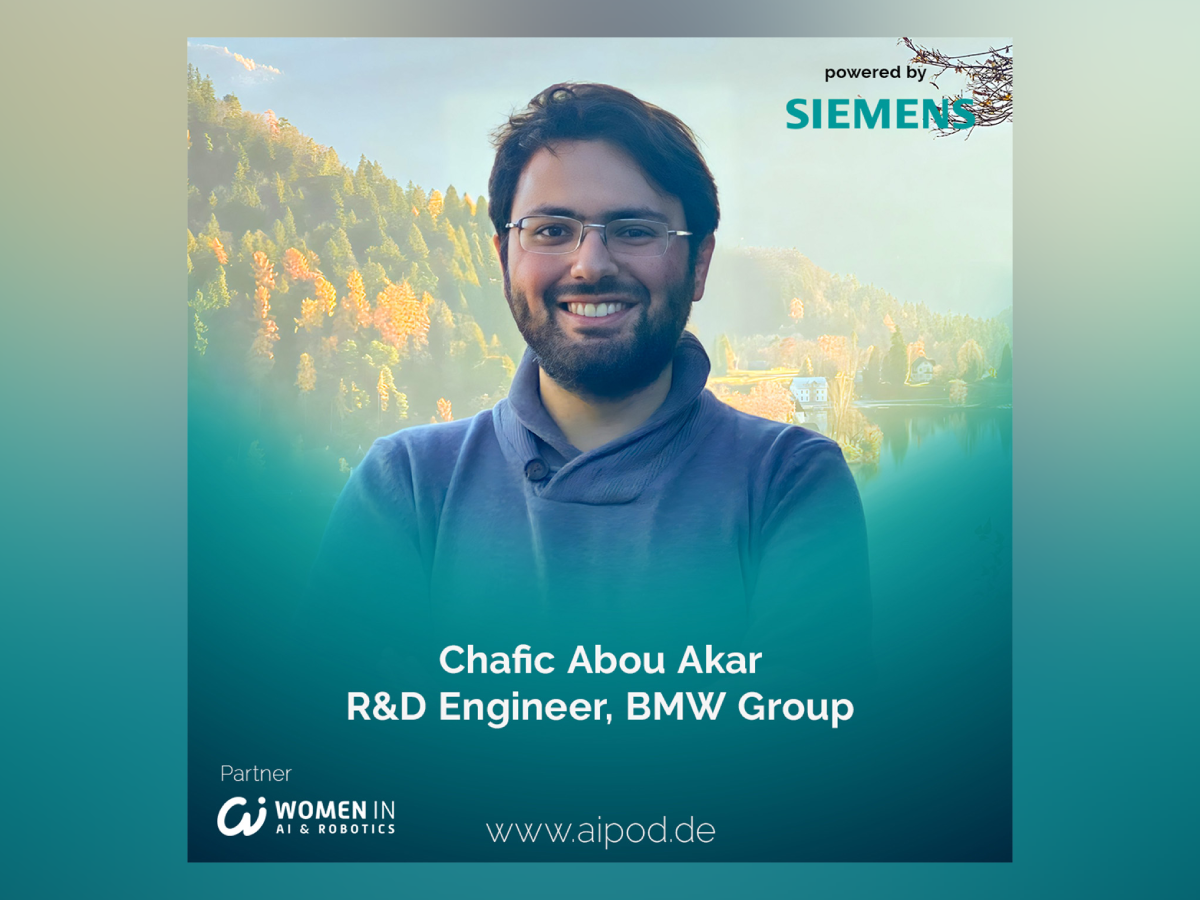 powered by
SIEMENS
Chafic Abou Akar
R&D Engineer, BMW Group
Partner
WOMEN IN
AI & ROBOTICS
www.aipod.de